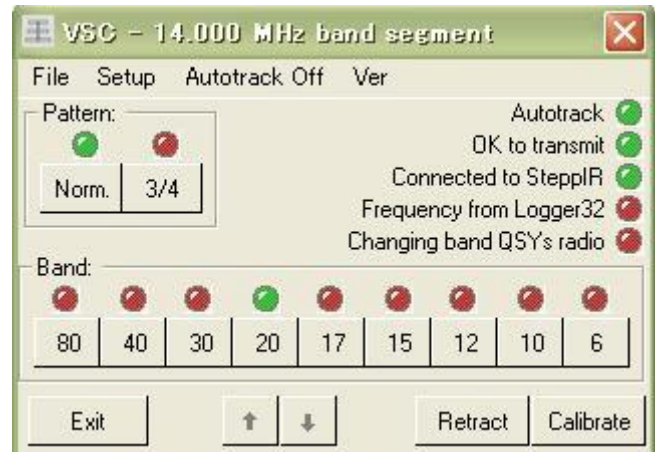 VSC - 14.000 MHz band segment
File Setup Autotrack Off Ver
Pattern:
Norm. 3/4
Autotrack
OK to transmit
Connected to SteppIR
Frequency from Logger32
Changing band QSY's radio
Band:
80 40 30 20 17 15 12 10 6
Exit Retract Calibrate